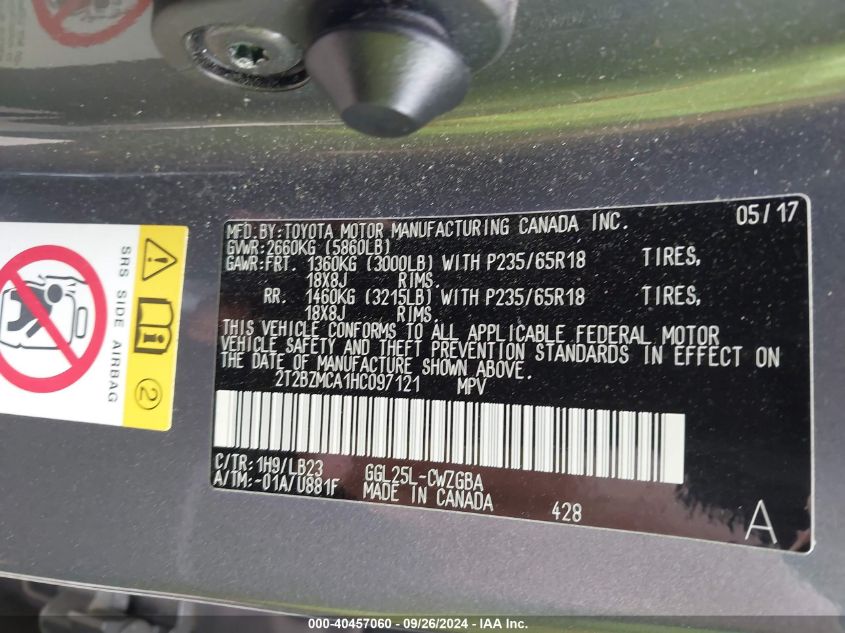 MFD.BY:TOYOTA MOTOR MANUFACTURING CANADA INC. 05/17
GVWR:2660KG (5860LB)
GAWR:FRT. 1360KG (3000LB) WITH P235/65R18 TIRES,
18X8J RIMS.
RR. 1460KG (3215LB) WITH P235/65R18 TIRES,
18X8J RIMS.
THIS VEHICLE CONFORMS TO ALL APPLICABLE FEDERAL MOTOR
VEHICLE SAFETY AND THEFT PREVENTION STANDARDS IN EFFECT ON
THE DATE OF MANUFACTURE SHOWN ABOVE.
2T2BZMCA1HC097121 MPV
C/TR:1H9/LB23 GGL25L-CWZGBA
A/TM:-01A/U881F MADE IN CANADA 428 A
SRS SIDE AIRBAG
2
000-40457060 - 09/26/2024 - IAA Inc.